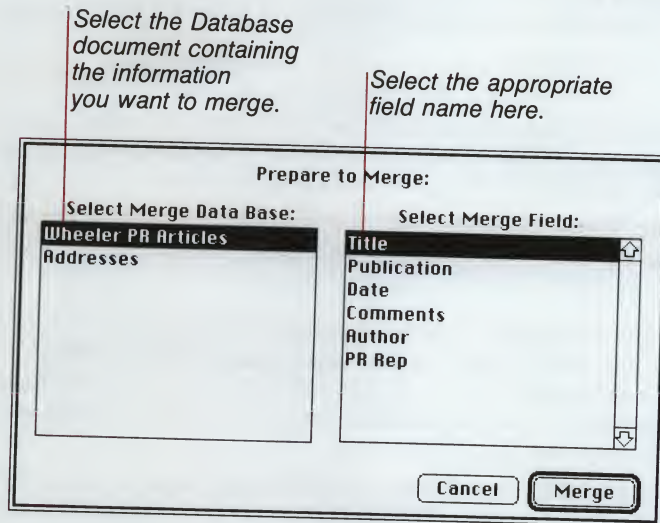 Select the Database
document containing
the information
you want to merge.
Select the appropriate
field name here.
Prepare to Merge:
Select Merge Data Base:
Wheeler PR Articles
Addresses
Select Merge Field:
Title
Publication
Date
Comments
Author
PR Rep
Cancel
Merge